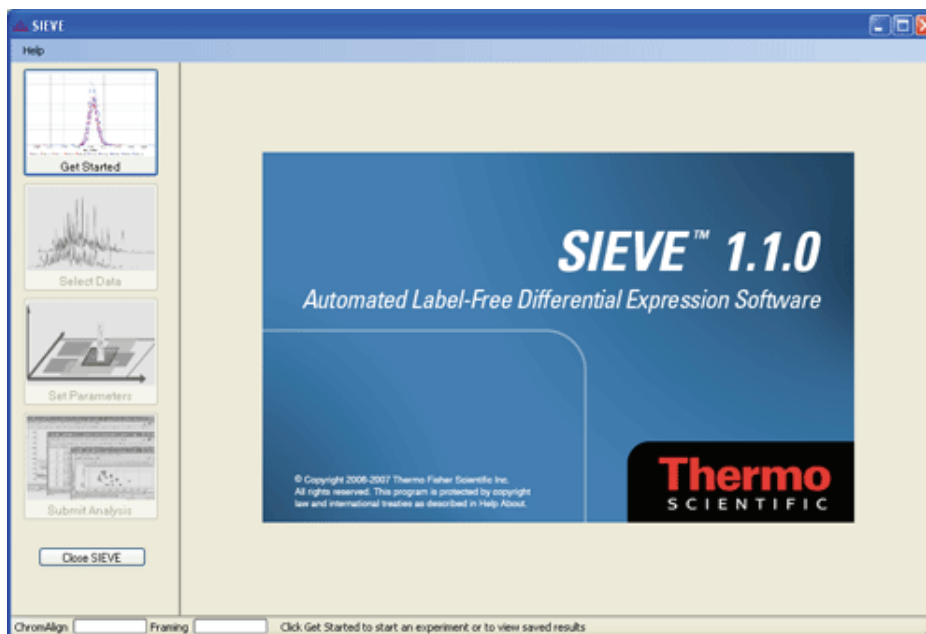 SIEVE
Help
Get Started
Select Data
Set Parameters
Submit Analysis
Close SIEVE
SIEVE™ 1.1.0
Automated Label-Free Differential Expression Software
© Copyright 2006-2007 Thermo Fisher Scientific Inc.
All rights reserved. This program is protected by copyright
law and international treaties as described in Help About.
Thermo
SCIENTIFIC
ChromAlign
Framing
Click Get Started to start an experiment or to view saved results